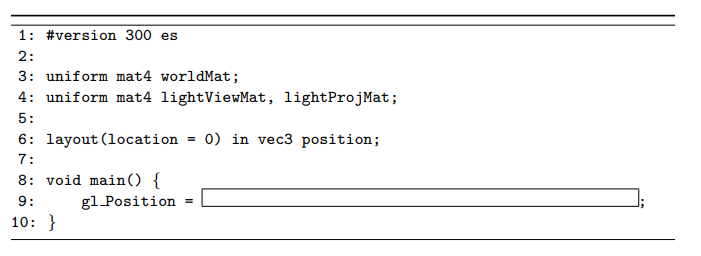 1: #version 300 es
2:
3: uniform mat4 worldMat;
4: uniform mat4 lightViewMat, lightProjMat;
5:
6: layout(location = 0) in vec3 position;
7:
8: void main() {
9: gl_Position = ;
10: }